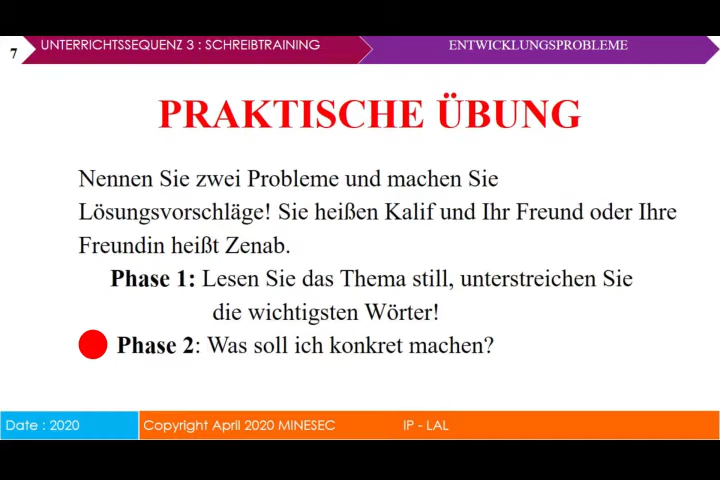 7
UNTERRICHTSSEQUENZ 3 : SCHREIBTRAINING
ENTWICKLUNGSPROBLEME
PRAKTISCHE ÜBUNG
Nennen Sie zwei Probleme und machen Sie
Lösungsvorschläge! Sie heißen Kalif und Ihr Freund oder Ihre
Freundin heißt Zenab.
Phase 1: Lesen Sie das Thema still, unterstreichen Sie
die wichtigsten Wörter!
Phase 2: Was soll ich konkret machen?
Date : 2020
Copyright April 2020 MINESEC
IP - LAL